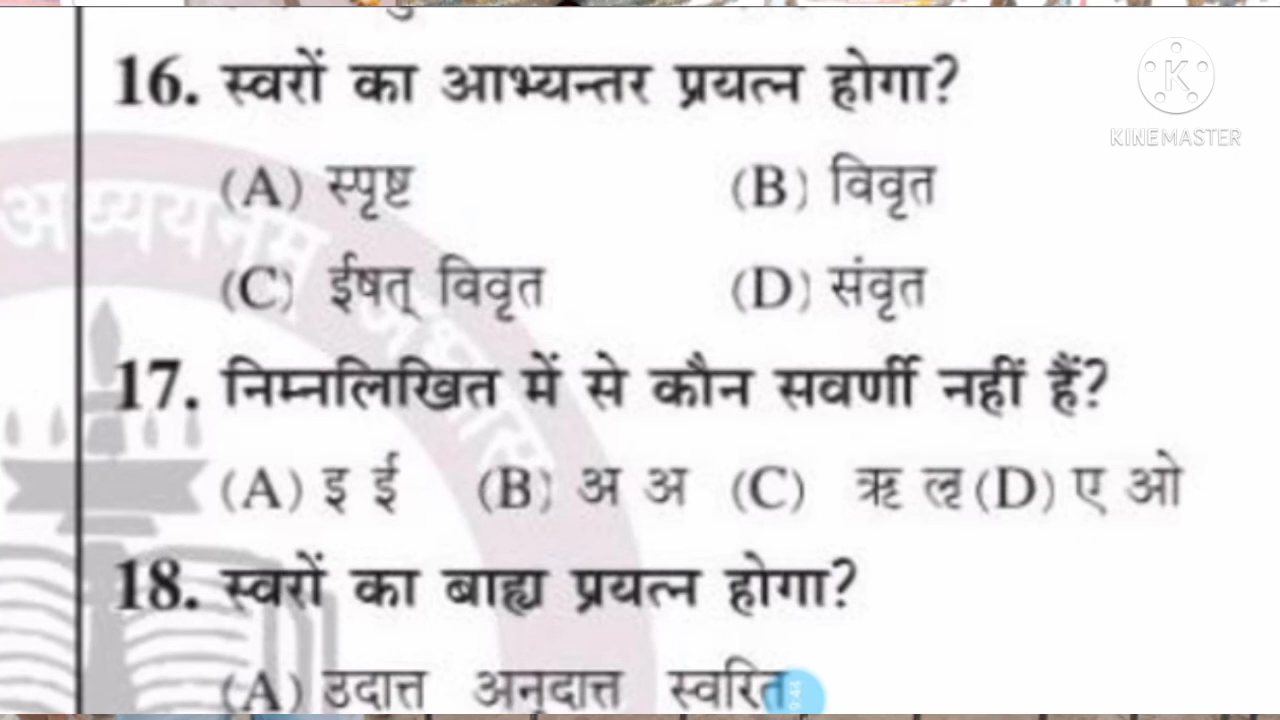 16. स्वरों का आभ्यन्तर प्रयत्न होगा?
KINEMASTER
(A) स्पृष्ट (B) विवृत
(C) ईषत् विवृत (D) संवृत
17. निम्नलिखित में से कौन सवर्णी नहीं हैं?
(A) इ ई (B) अ अ (C) ऋ ॡ (D) ए ओ
18. स्वरों का बाह्य प्रयत्न होगा?
(A) उदात्त अनुदात्त स्वरित